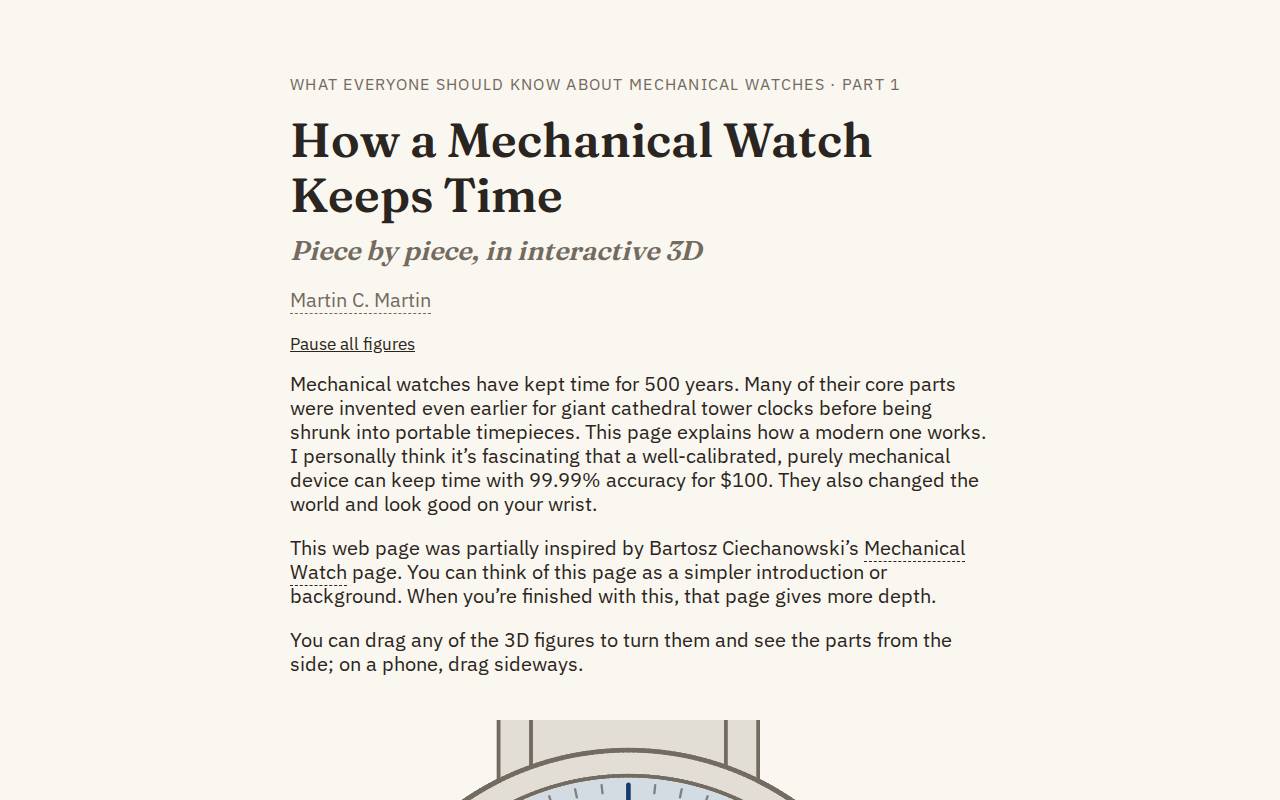 WHAT EVERYONE SHOULD KNOW ABOUT MECHANICAL WATCHES · PART 1
How a Mechanical Watch
Keeps Time
Piece by piece, in interactive 3D
Martin C. Martin
Pause all figures
Mechanical watches have kept time for 500 years. Many of their core parts
were invented even earlier for giant cathedral tower clocks before being
shrunk into portable timepieces. This page explains how a modern one works.
I personally think it’s fascinating that a well-calibrated, purely mechanical
device can keep time with 99.99% accuracy for $100. They also changed the
world and look good on your wrist.
This web page was partially inspired by Bartosz Ciechanowski’s Mechanical
Watch page. You can think of this page as a simpler introduction or
background. When you’re finished with this, that page gives more depth.
You can drag any of the 3D figures to turn them and see the parts from the
side; on a phone, drag sideways.